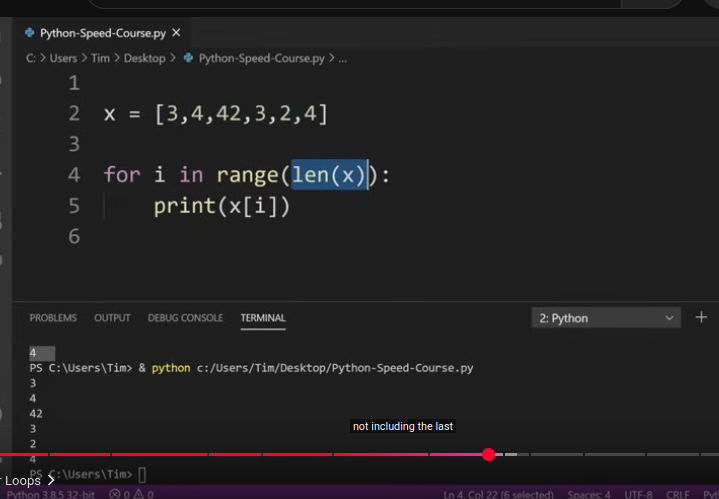 Python-Speed-Course.py ×
C: > Users > Tim > Desktop > Python-Speed-Course.py > ...
1
2 x = [3,4,42,3,2,4]
3
4 for i in range(len(x)):
5 print(x[i])
6
PROBLEMS OUTPUT DEBUG CONSOLE TERMINAL 2: Python
4
PS C:\Users\Tim> & python c:/Users/Tim/Desktop/Python-Speed-Course.py
3
4
42
3
not including the last
2
4
PS C:\Users\Tim>
Loops >
Python 3.8.5 32-bit 0 0 Ln 4, Col 22 (6 selected) Spaces: 4 UTF-8 CRLF